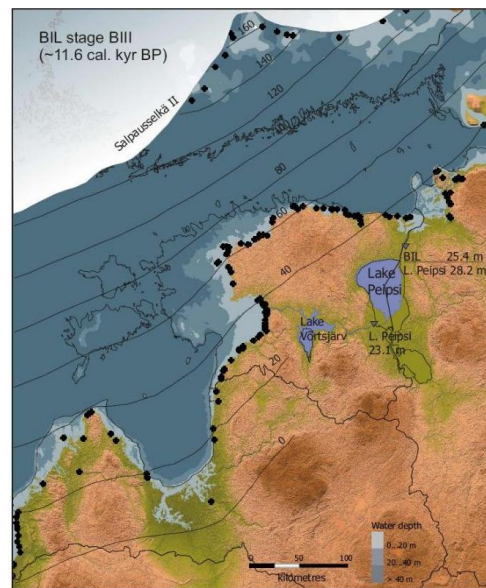 BIL stage BIII
(~11.6 cal. kyr BP)
160
140
120
Salpausselkä II
80
60
BIL 25.4 m
L. Peipsi 28.2 m
40
Lake
Peipsi
Lake
Võrtsjärv
L. Peipsi
23.1 m
20
0
Water depth
0...20 m
20...40 m
> 40 m
0 50 100
kilometres